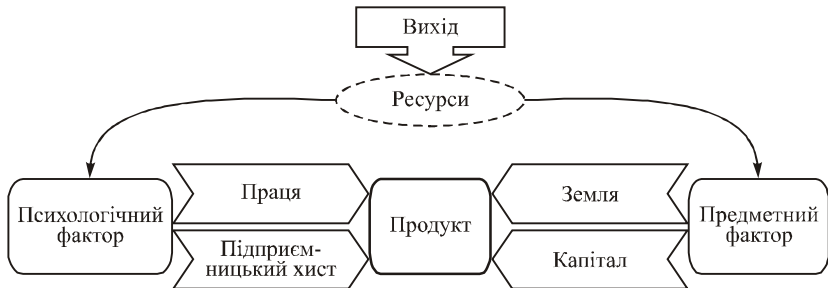 Вихід
Ресурси
Психологічний
фактор
Праця
Підприєм-
ницький хист
Продукт
Земля
Капітал
Предметний
фактор